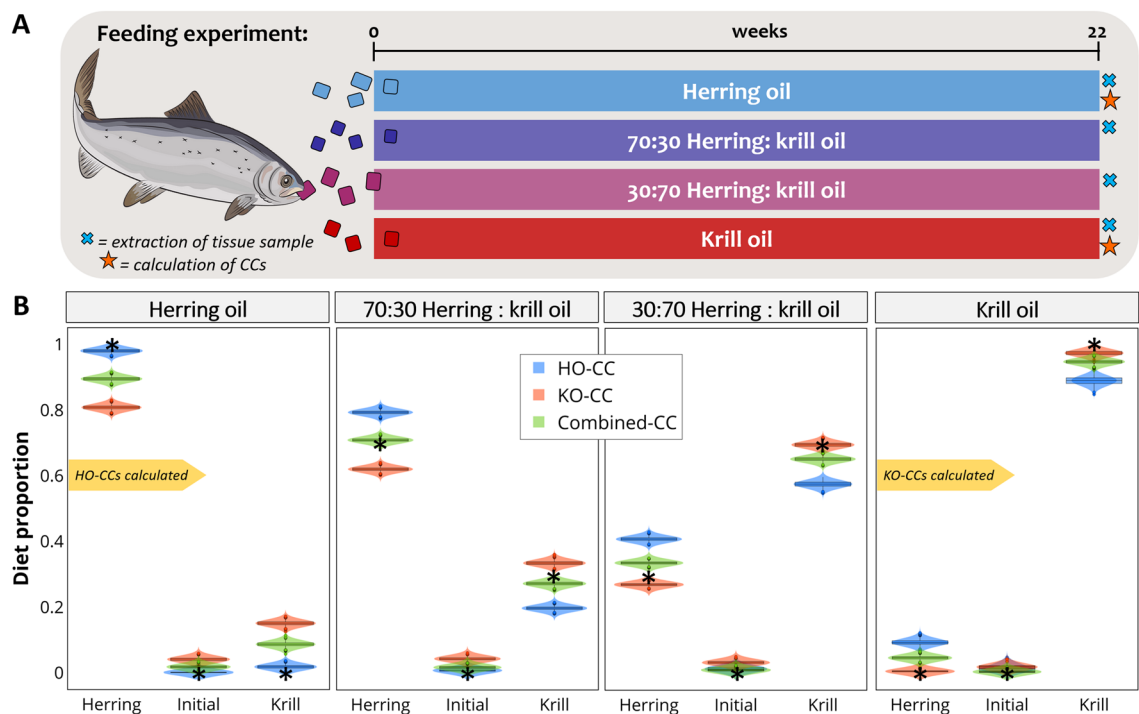 A
Feeding experiment:
0
weeks
22
Herring oil
70:30 Herring: krill oil
30:70 Herring: krill oil
Krill oil
= extraction of tissue sample
= calculation of CCs
B
Herring oil
70:30 Herring : krill oil
30:70 Herring : krill oil
Krill oil
Diet proportion
1
0.8
0.6
0.4
0.2
0
HO-CC
KO-CC
Combined-CC
HO-CCs calculated
KO-CCs calculated
Herring Initial Krill
Herring Initial Krill
Herring Initial Krill
Herring Initial Krill